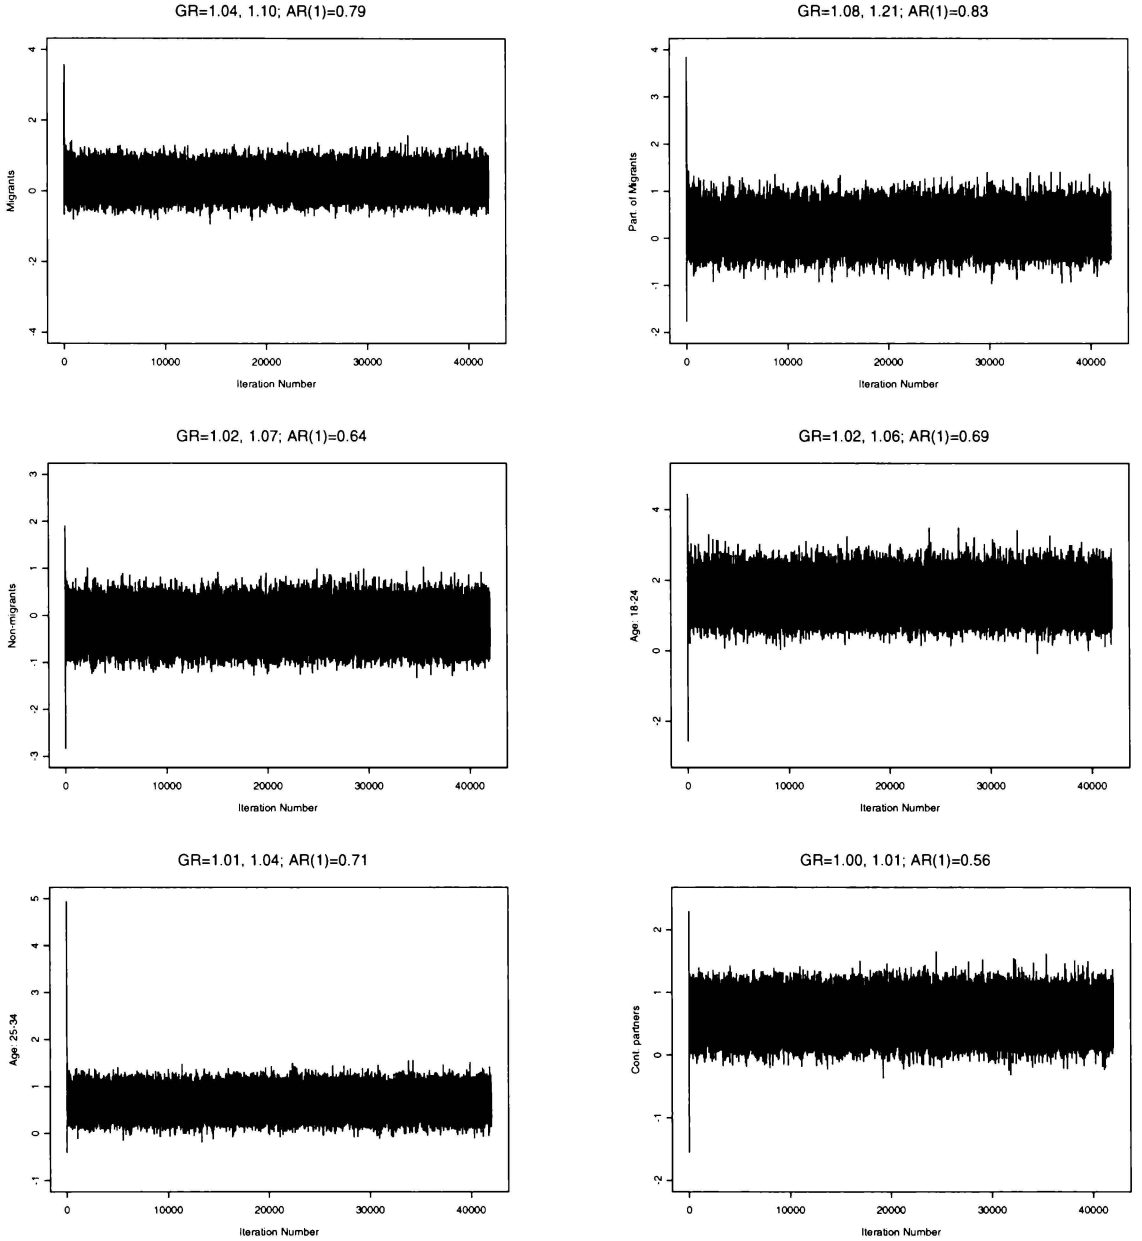 GR=1.04, 1.10; AR(1)=0.79
Migrants
4
2
0
-2
-4
0 10000 20000 30000 40000
Iteration Number
GR=1.08, 1.21; AR(1)=0.83
Part. of Migrants
4
3
2
1
0
-1
-2
0 10000 20000 30000 40000
Iteration Number
GR=1.02, 1.07; AR(1)=0.64
Non-migrants
3
2
1
0
-1
-2
-3
0 10000 20000 30000 40000
Iteration Number
GR=1.02, 1.06; AR(1)=0.69
Age: 18-24
4
2
0
-2
0 10000 20000 30000 40000
Iteration Number
GR=1.01, 1.04; AR(1)=0.71
Age: 25-34
5
4
3
2
1
0
-1
0 10000 20000 30000 40000
Iteration Number
GR=1.00, 1.01; AR(1)=0.56
Cont. partners
2
1
0
-1
-2
0 10000 20000 30000 40000
Iteration Number